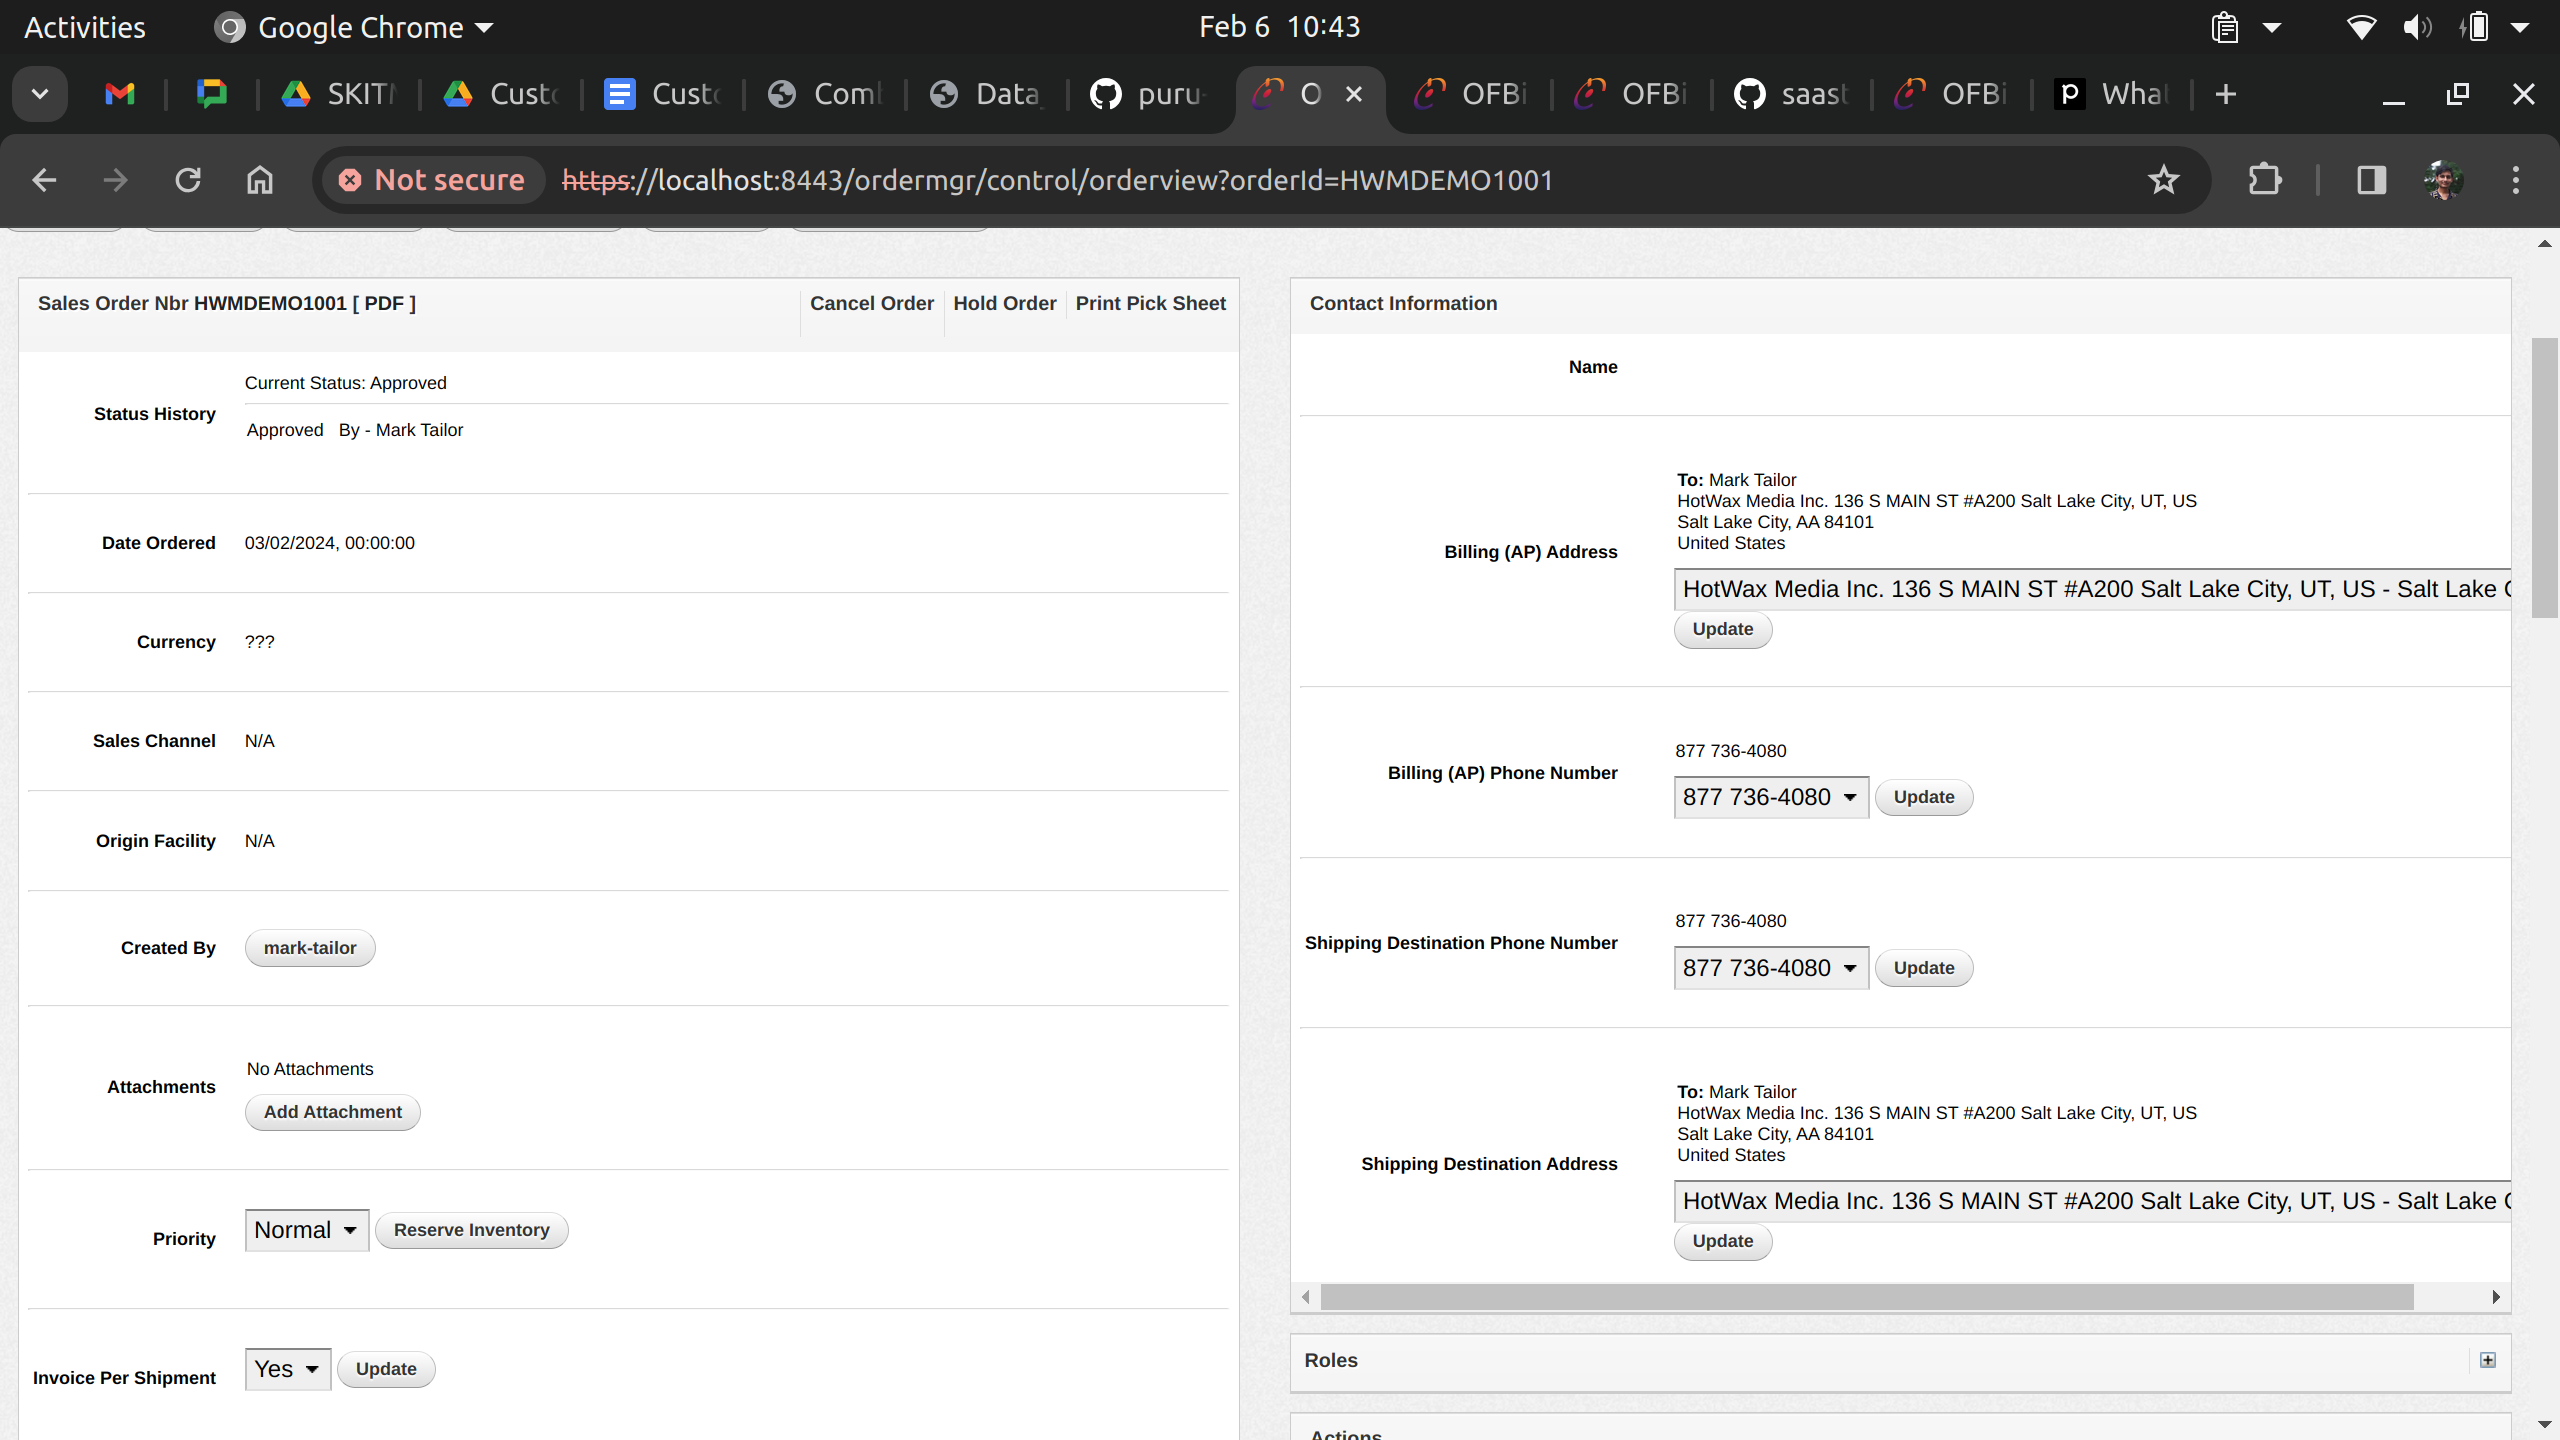 Activities
Google Chrome
Feb 6 10:43
SKITM
Custo
Custo
Comb
Data_
puru-
O
OFBi
OFBi
saast
OFBi
What
Not secure
https://localhost:8443/ordermgr/control/orderview?orderId=HWMDEMO1001
Sales Order Nbr HWMDEMO1001 [ PDF ]
Cancel Order
Hold Order
Print Pick Sheet
Status History
Current Status: Approved
Approved By - Mark Tailor
Date Ordered
03/02/2024, 00:00:00
Currency
???
Sales Channel
N/A
Origin Facility
N/A
Created By
mark-tailor
Attachments
No Attachments
Add Attachment
Priority
Normal
Reserve Inventory
Invoice Per Shipment
Yes
Update
Contact Information
Name
Billing (AP) Address
To: Mark Tailor
HotWax Media Inc. 136 S MAIN ST #A200 Salt Lake City, UT, US
Salt Lake City, AA 84101
United States
HotWax Media Inc. 136 S MAIN ST #A200 Salt Lake City, UT, US - Salt Lake C
Update
Billing (AP) Phone Number
877 736-4080
877 736-4080
Update
Shipping Destination Phone Number
877 736-4080
877 736-4080
Update
Shipping Destination Address
To: Mark Tailor
HotWax Media Inc. 136 S MAIN ST #A200 Salt Lake City, UT, US
Salt Lake City, AA 84101
United States
HotWax Media Inc. 136 S MAIN ST #A200 Salt Lake City, UT, US - Salt Lake C
Update
Roles
Actions